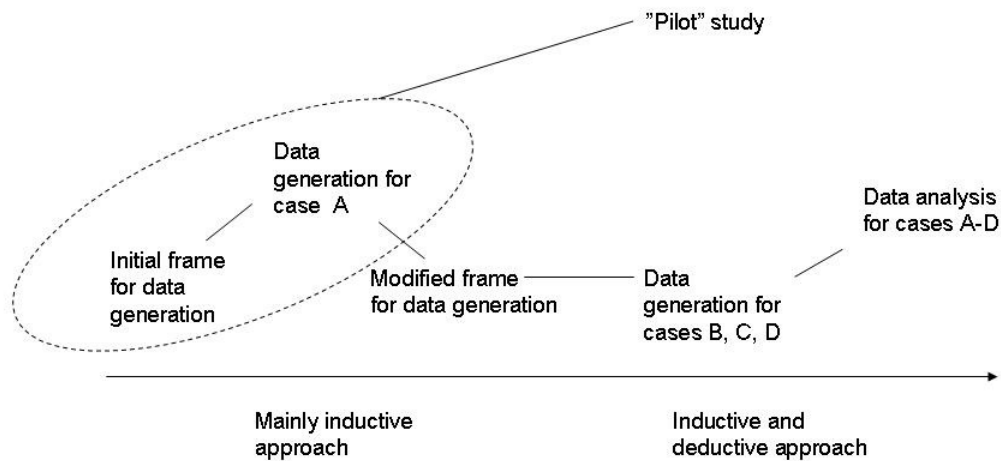 ”Pilot” study
Data
generation for
case A
Data analysis
for cases A-D
Initial frame
for data
generation
Modified frame
for data generation
Data
generation for
cases B, C, D
Mainly inductive
approach
Inductive and
deductive approach